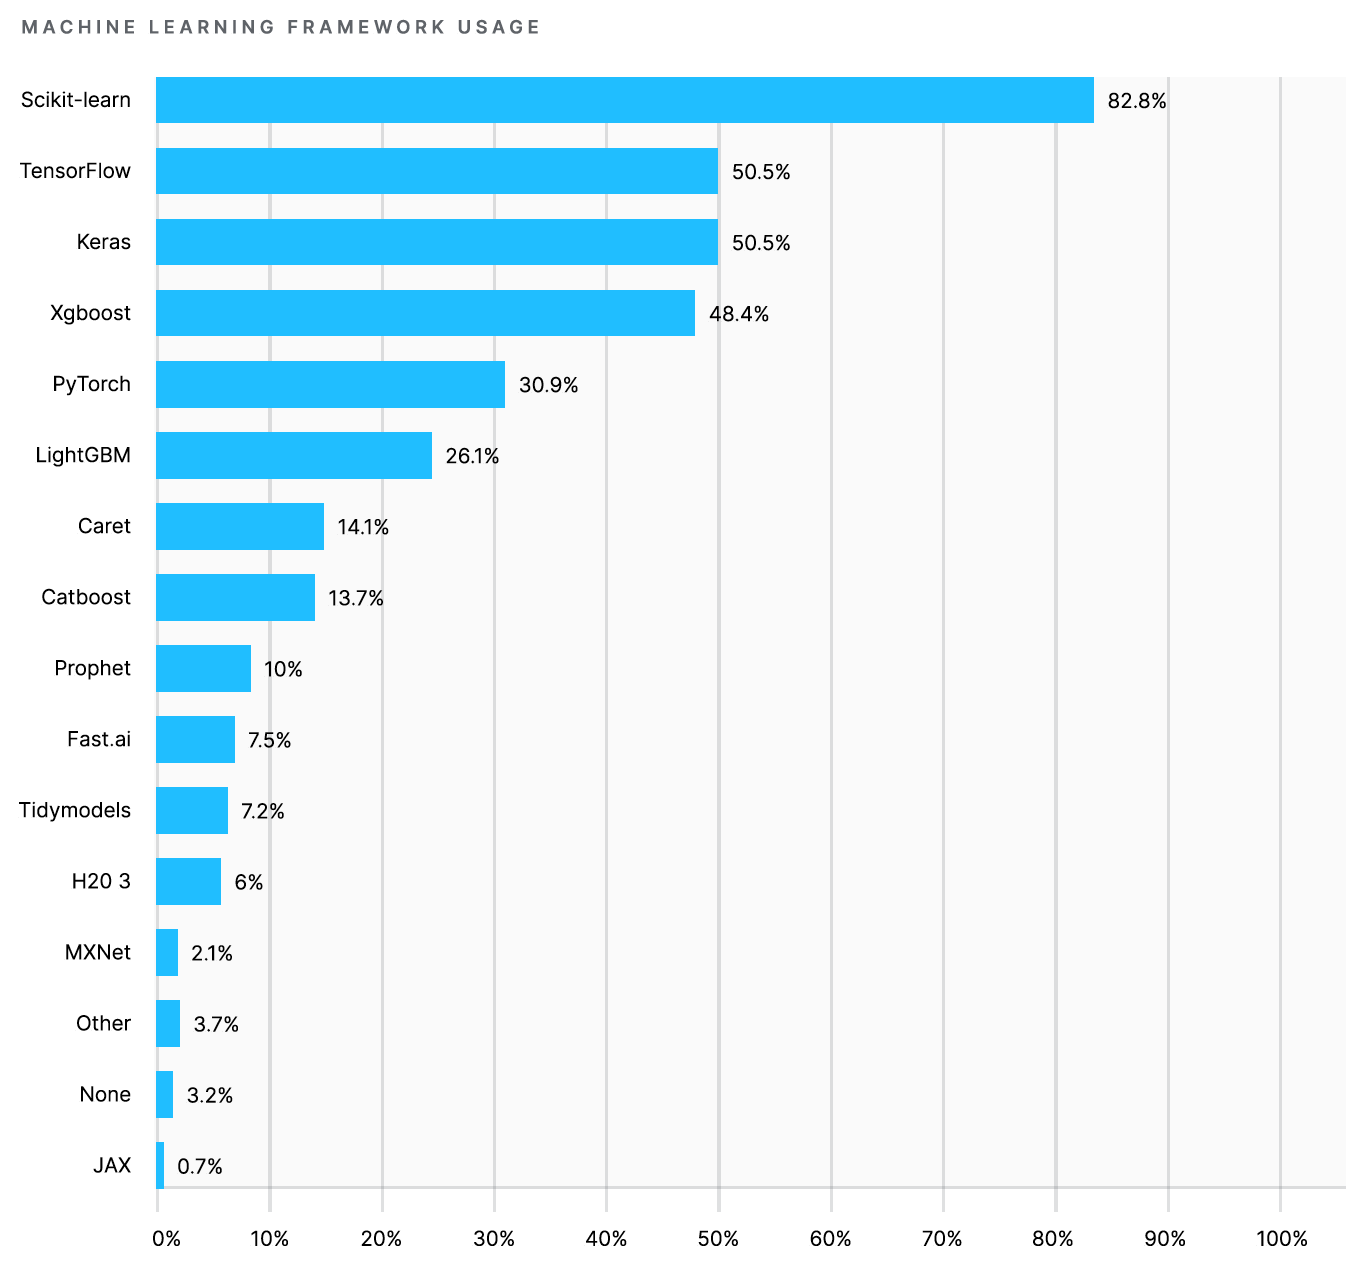 MACHINE LEARNING FRAMEWORK USAGE
Scikit-learn 82.8%
TensorFlow 50.5%
Keras 50.5%
Xgboost 48.4%
PyTorch 30.9%
LightGBM 26.1%
Caret 14.1%
Catboost 13.7%
Prophet 10%
Fast.ai 7.5%
Tidymodels 7.2%
H20 3 6%
MXNet 2.1%
Other 3.7%
None 3.2%
JAX 0.7%
0% 10% 20% 30% 40% 50% 60% 70% 80% 90% 100%